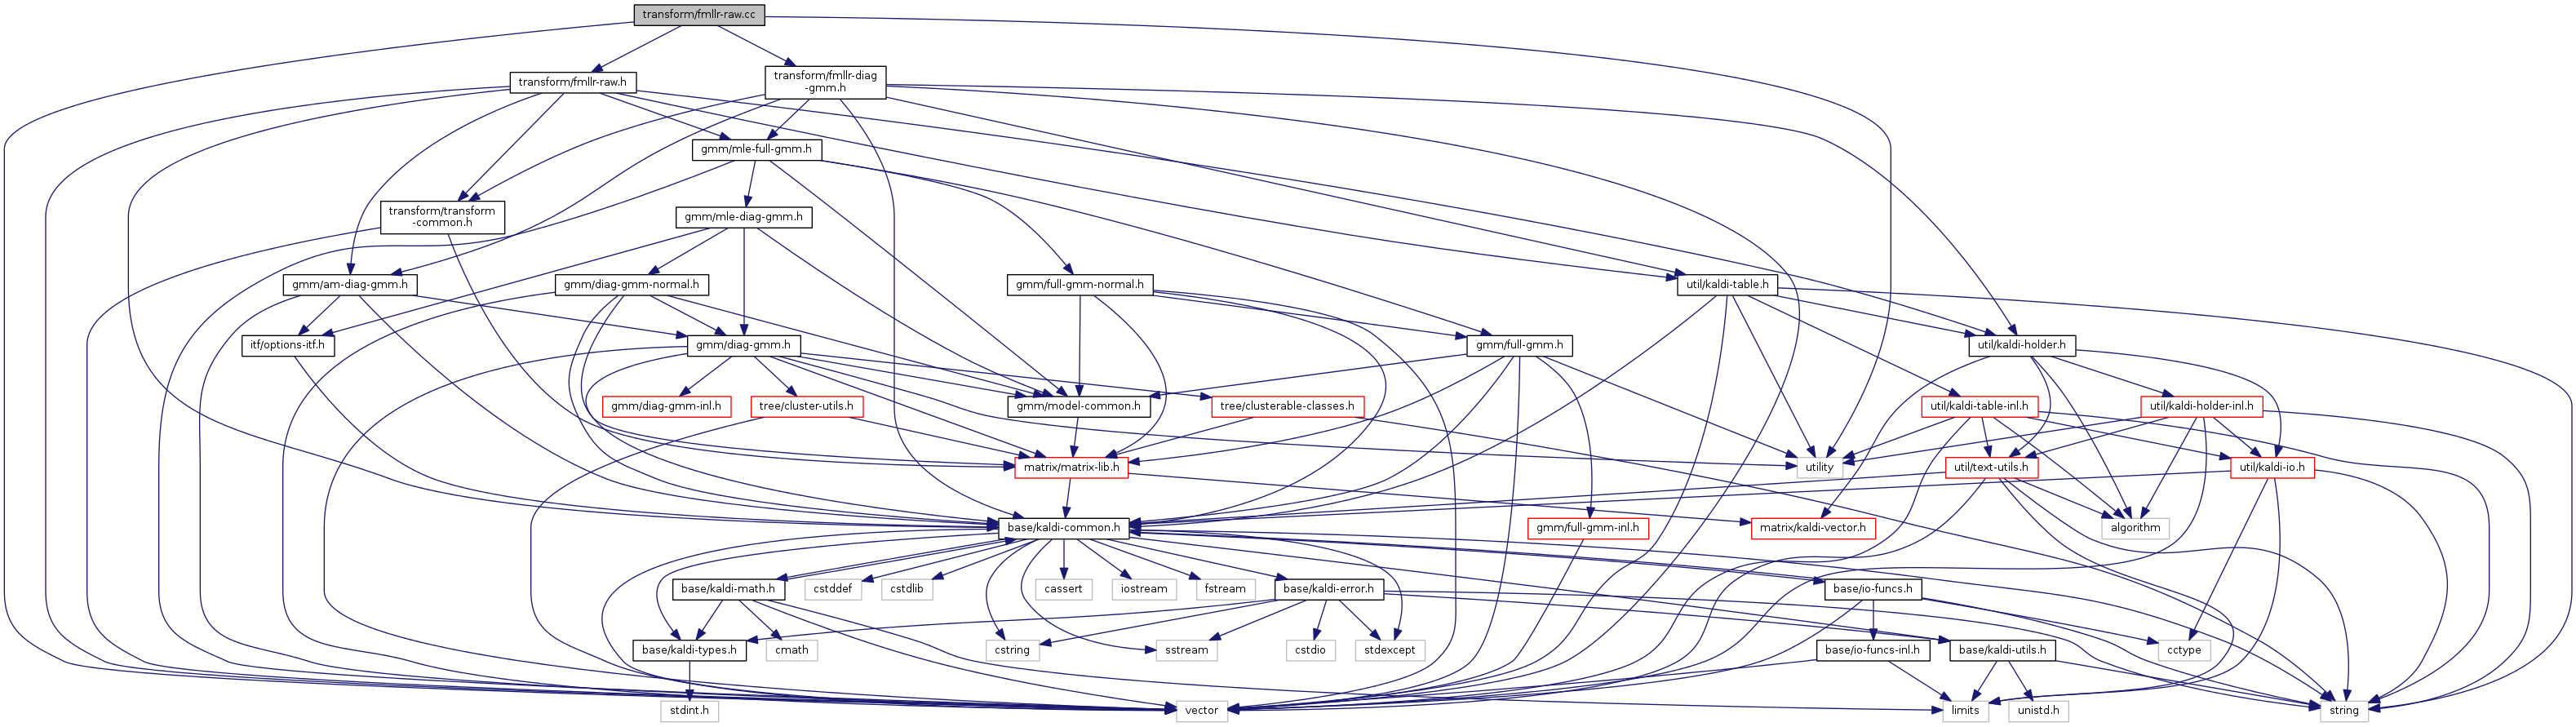 transform/fmllr-raw.cc
transform/fmllr-raw.h
transform/fmllr-diag
-gmm.h
gmm/mle-full-gmm.h
transform/transform
-common.h
gmm/mle-diag-gmm.h
gmm/am-diag-gmm.h
gmm/diag-gmm-normal.h
gmm/full-gmm-normal.h
util/kaldi-table.h
itf/options-itf.h
gmm/diag-gmm.h
gmm/full-gmm.h
util/kaldi-holder.h
gmm/diag-gmm-inl.h
tree/cluster-utils.h
gmm/model-common.h
tree/clusterable-classes.h
util/kaldi-table-inl.h
util/kaldi-holder-inl.h
matrix/matrix-lib.h
utility
util/text-utils.h
util/kaldi-io.h
base/kaldi-common.h
gmm/full-gmm-inl.h
matrix/kaldi-vector.h
algorithm
base/kaldi-math.h
cstddef
cstdlib
cassert
iostream
fstream
base/kaldi-error.h
base/io-funcs.h
base/kaldi-types.h
cmath
cstring
sstream
cstdio
stdexcept
base/io-funcs-inl.h
base/kaldi-utils.h
cctype
stdint.h
vector
limits
unistd.h
string